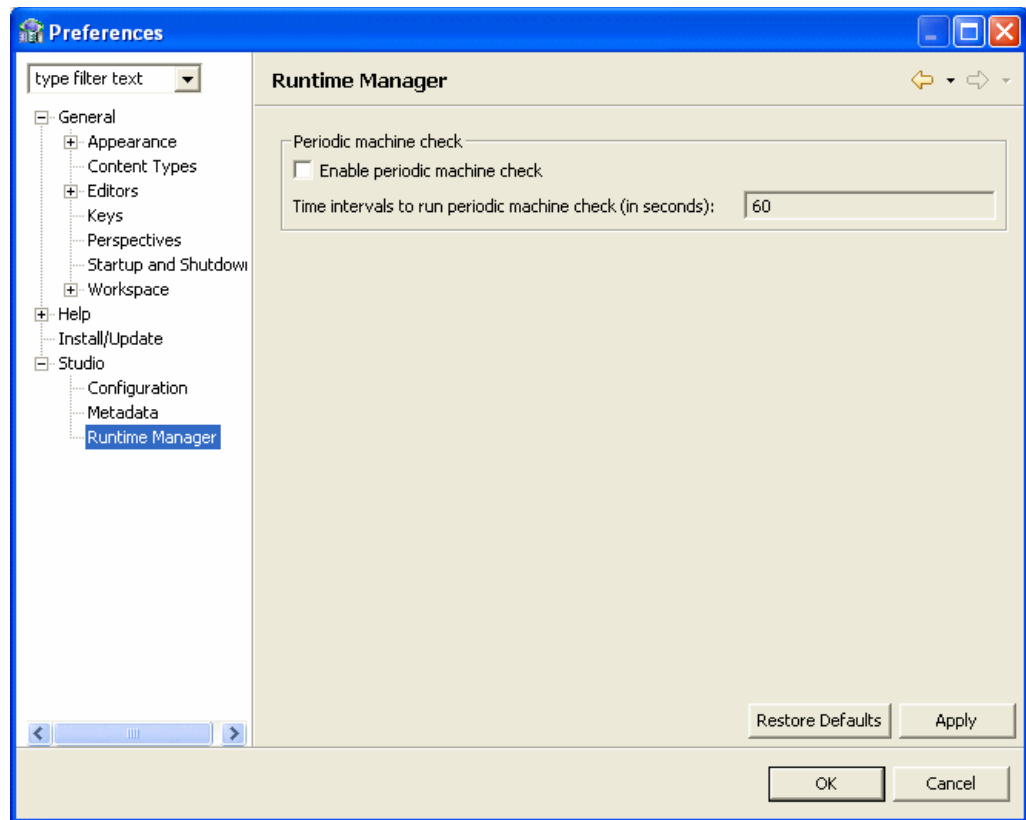 Preferences
type filter text
General
Appearance
Content Types
Editors
Keys
Perspectives
Startup and Shutdow
Workspace
Help
Install/Update
Studio
Configuration
Metadata
Runtime Manager
Runtime Manager
Periodic machine check
Enable periodic machine check
Time intervals to run periodic machine check (in seconds): 60
Restore Defaults Apply
OK Cancel